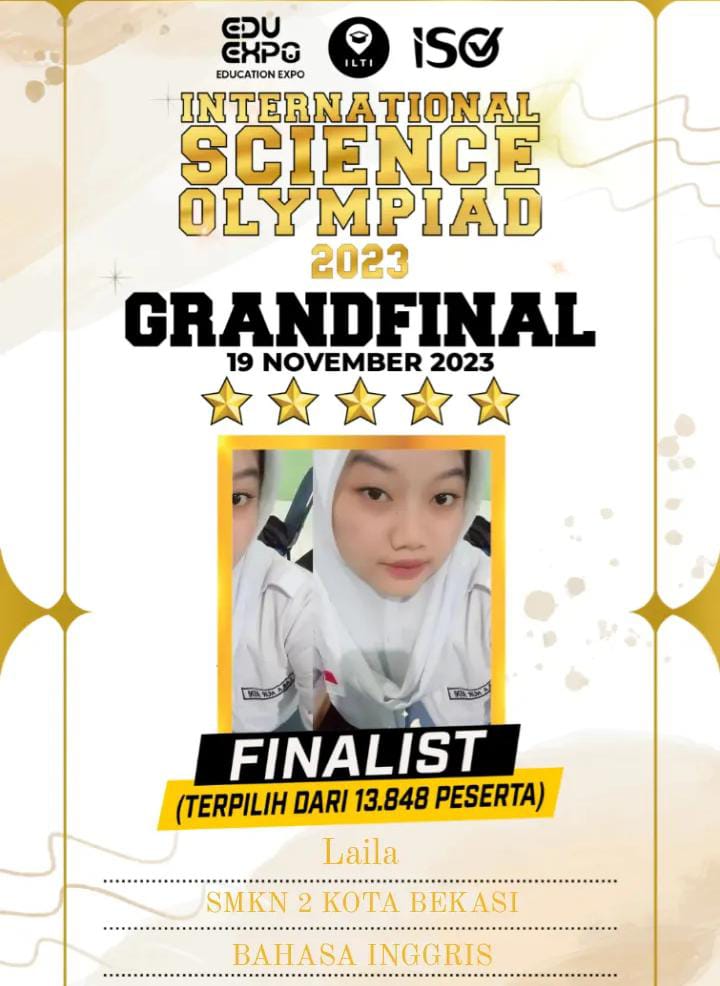 EDU EXPO
EDUCATION EXPO
ILTI
ISO
INTERNATIONAL
SCIENCE
OLYMPIAD
2023
GRANDFINAL
19 NOVEMBER 2023
FINALIST
(TERPILIH DARI 13.848 PESERTA)
Laila
SMKN 2 KOTA BEKASI
BAHASA INGGRIS